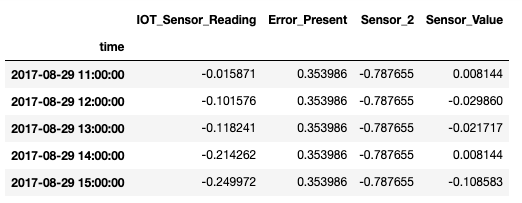 IOT_Sensor_Reading Error_Present Sensor_2 Sensor_Value
time
2017-08-29 11:00:00 -0.015871 0.353986 -0.787655 0.008144
2017-08-29 12:00:00 -0.101576 0.353986 -0.787655 -0.029860
2017-08-29 13:00:00 -0.118241 0.353986 -0.787655 -0.021717
2017-08-29 14:00:00 -0.214262 0.353986 -0.787655 0.008144
2017-08-29 15:00:00 -0.249972 0.353986 -0.787655 -0.108583